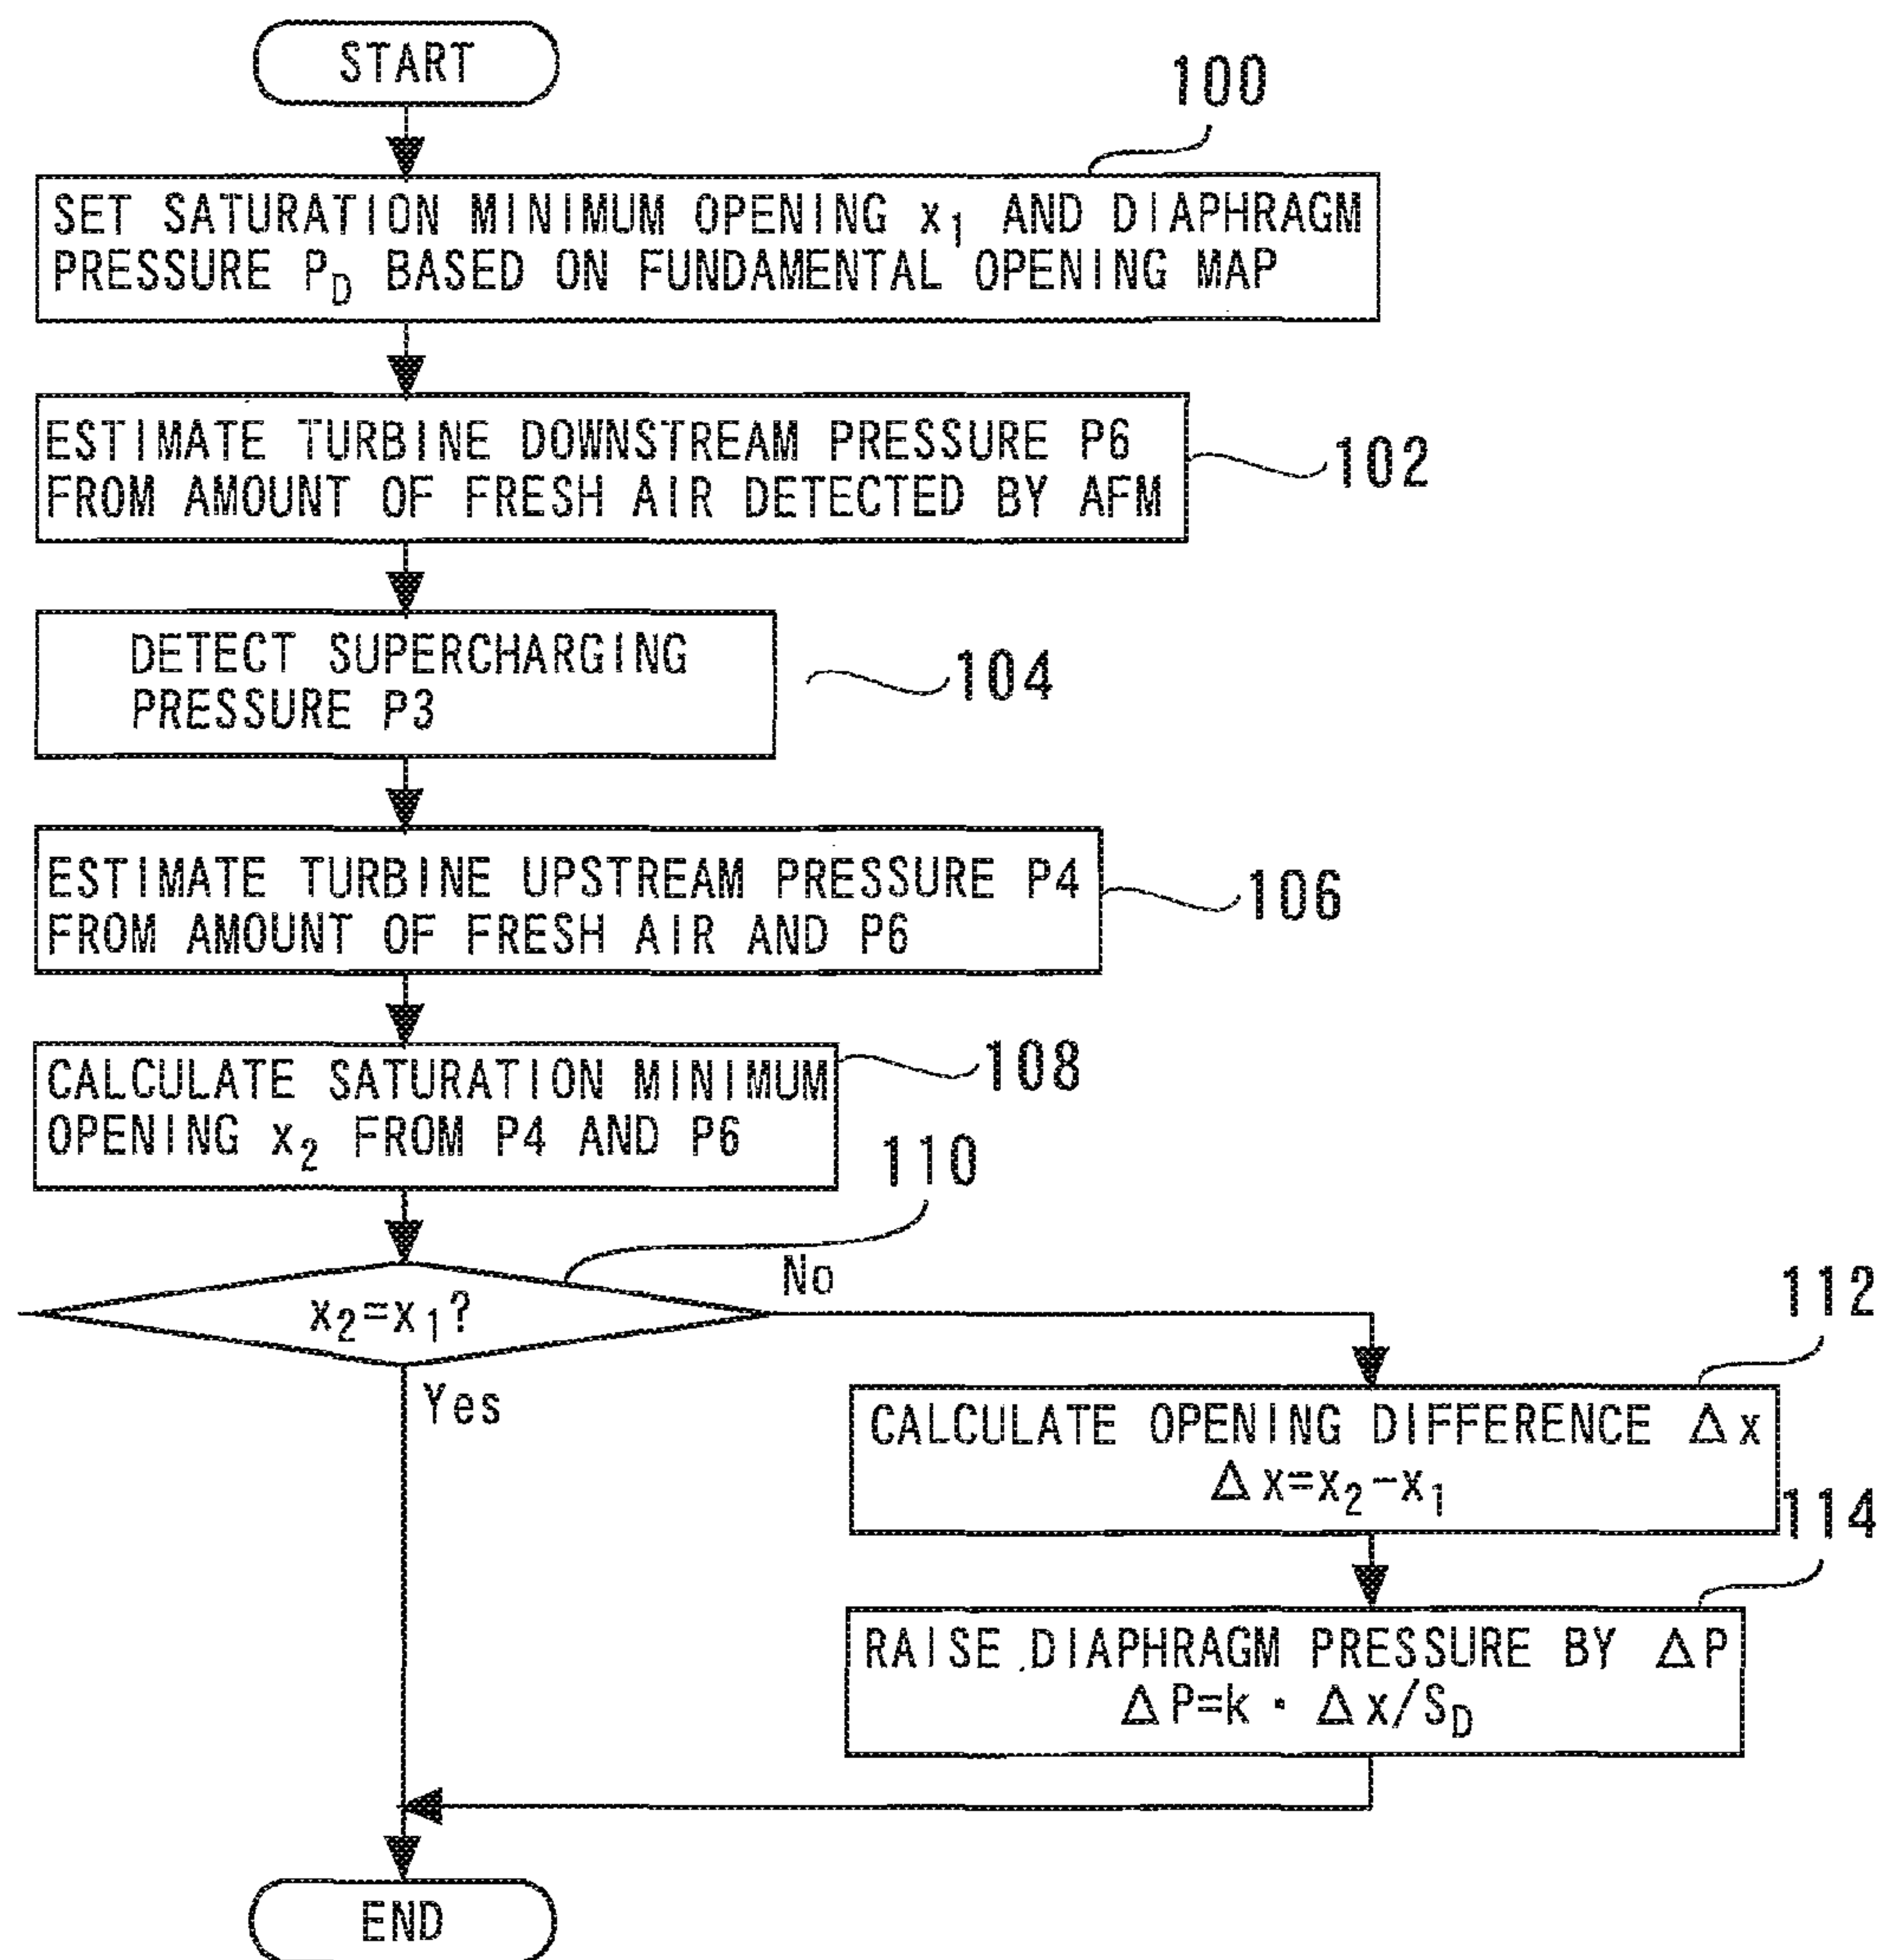 START
100
SET SATURATION MINIMUM OPENING x₁ AND DIAPHRAGM
PRESSURE P_D BASED ON FUNDAMENTAL OPENING MAP
ESTIMATE TURBINE DOWNSTREAM PRESSURE P6
FROM AMOUNT OF FRESH AIR DETECTED BY AFM
102
DETECT SUPERCHARGING
PRESSURE P3
104
ESTIMATE TURBINE UPSTREAM PRESSURE P4
FROM AMOUNT OF FRESH AIR AND P6
106
CALCULATE SATURATION MINIMUM
OPENING x₂ FROM P4 AND P6
108
110
x₂=x₁?
No
Yes
112
CALCULATE OPENING DIFFERENCE Δx
Δx=x₂-x₁
114
RAISE DIAPHRAGM PRESSURE BY ΔP
ΔP=k・Δx/S_D
END